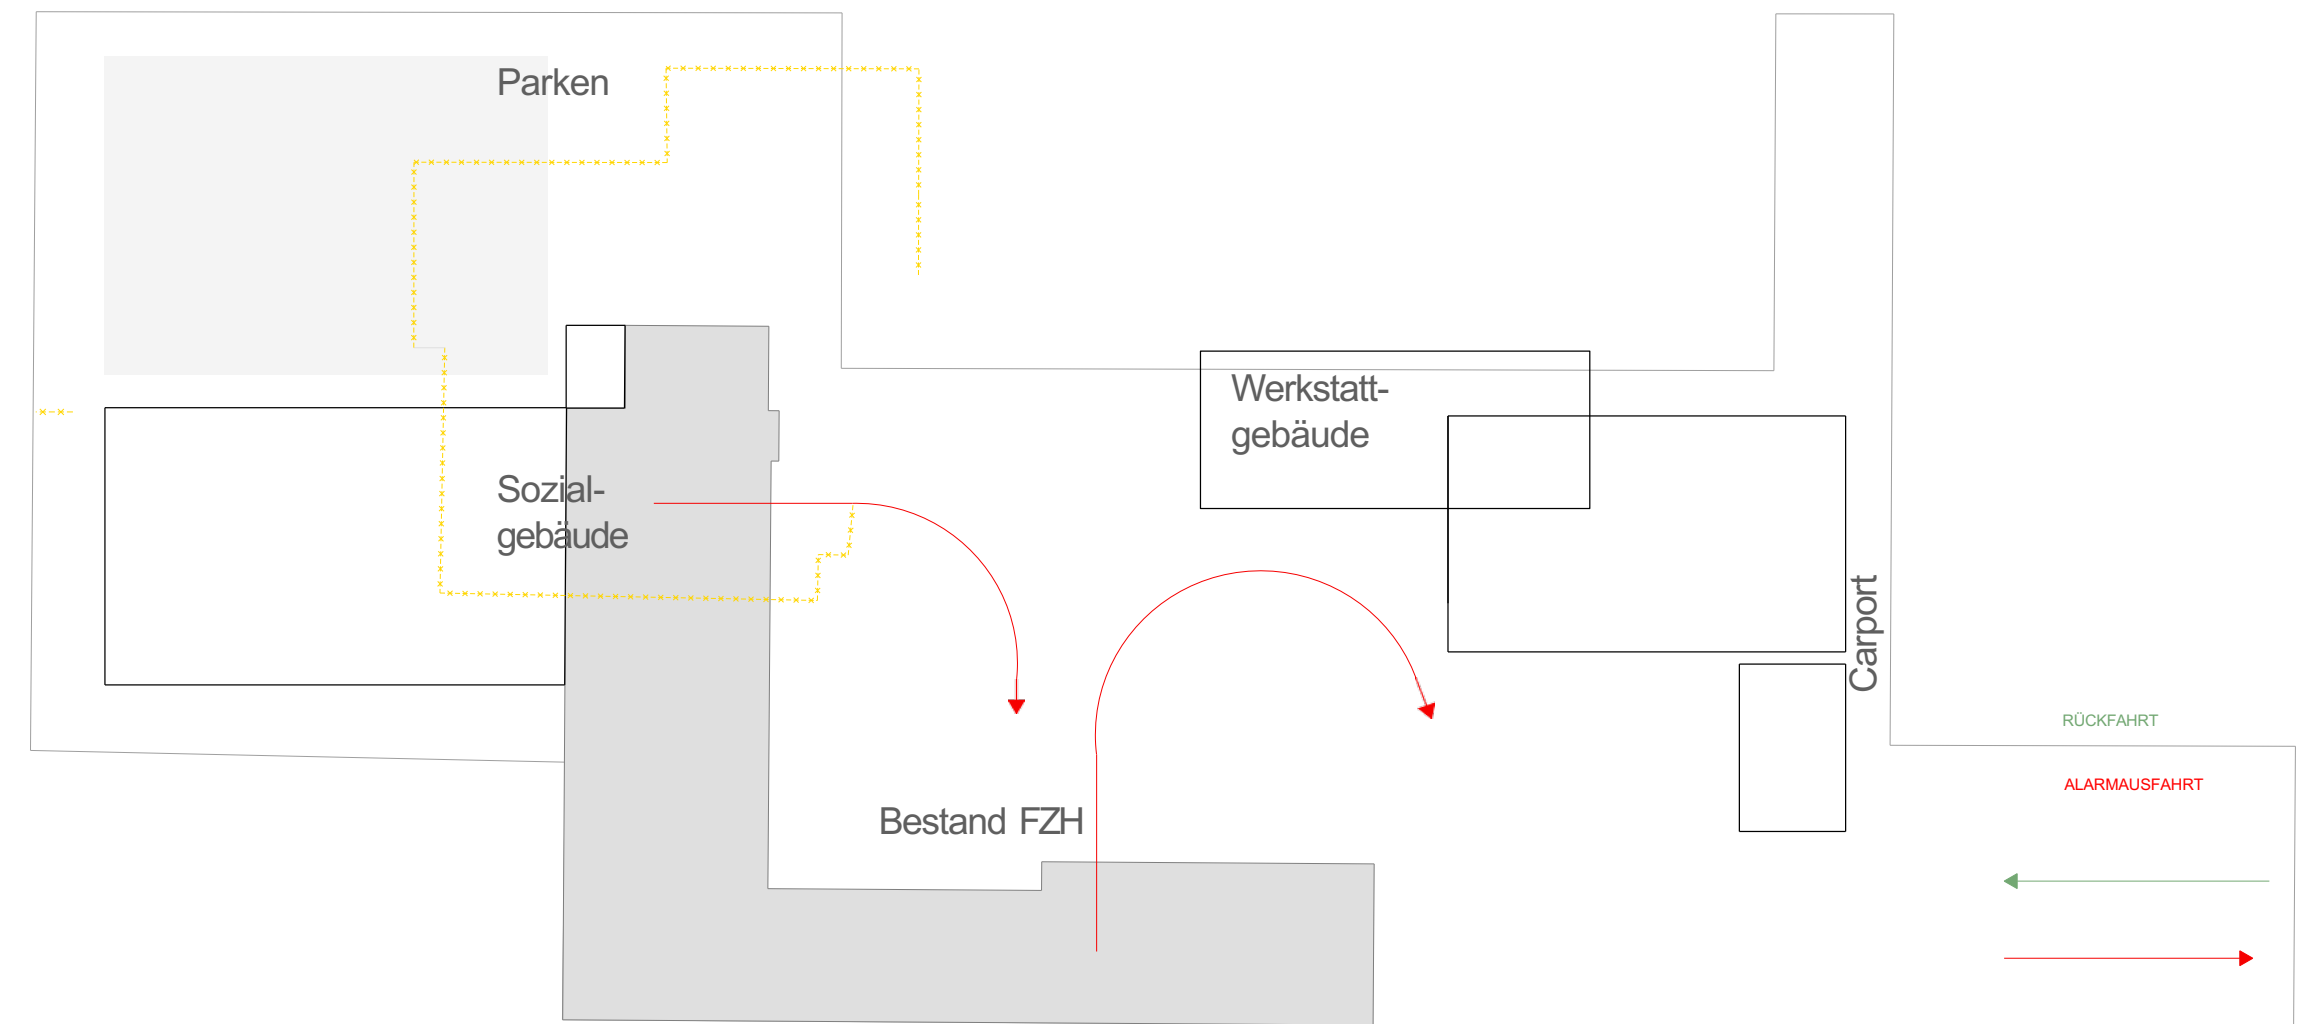 Parken
Werkstatt-
gebäude
Sozial-
gebäude
Carport
RÜCKFAHRT
ALARMAUSFAHRT
Bestand FZH